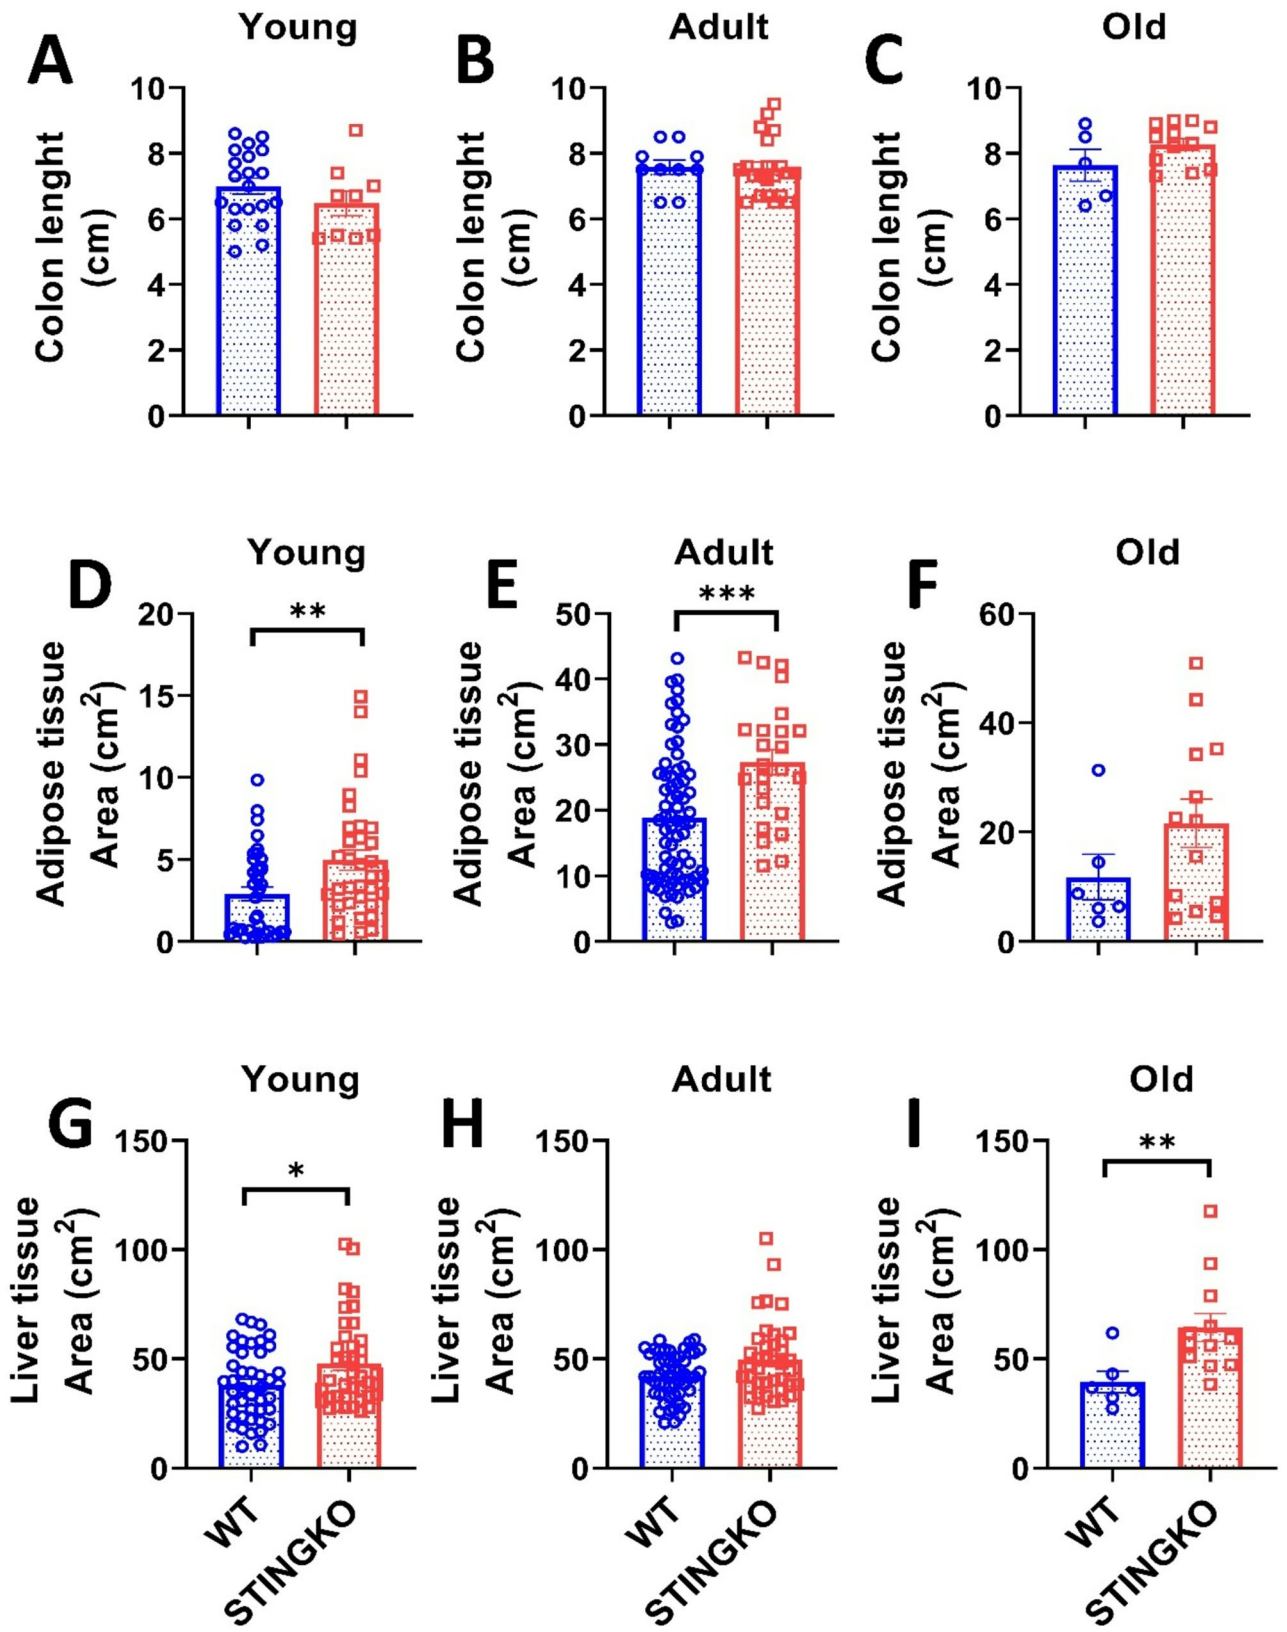 Young
Adult
Old
A
B
C
Colon lenght
(cm)
10
8
6
4
2
0
Colon lenght
(cm)
10
8
6
4
2
0
Colon lenght
(cm)
10
8
6
4
2
0
Young
Adult
Old
D
E
F
Adipose tissue
Area (cm²)
20
15
10
5
0
**
Adipose tissue
Area (cm²)
50
40
30
20
10
0
***
Adipose tissue
Area (cm²)
60
40
20
0
Young
Adult
Old
G
H
I
Liver tissue
Area (cm²)
150
100
50
0
*
Liver tissue
Area (cm²)
150
100
50
0
Liver tissue
Area (cm²)
150
100
50
0
**
WT
STINGKO
WT
STINGKO
WT
STINGKO